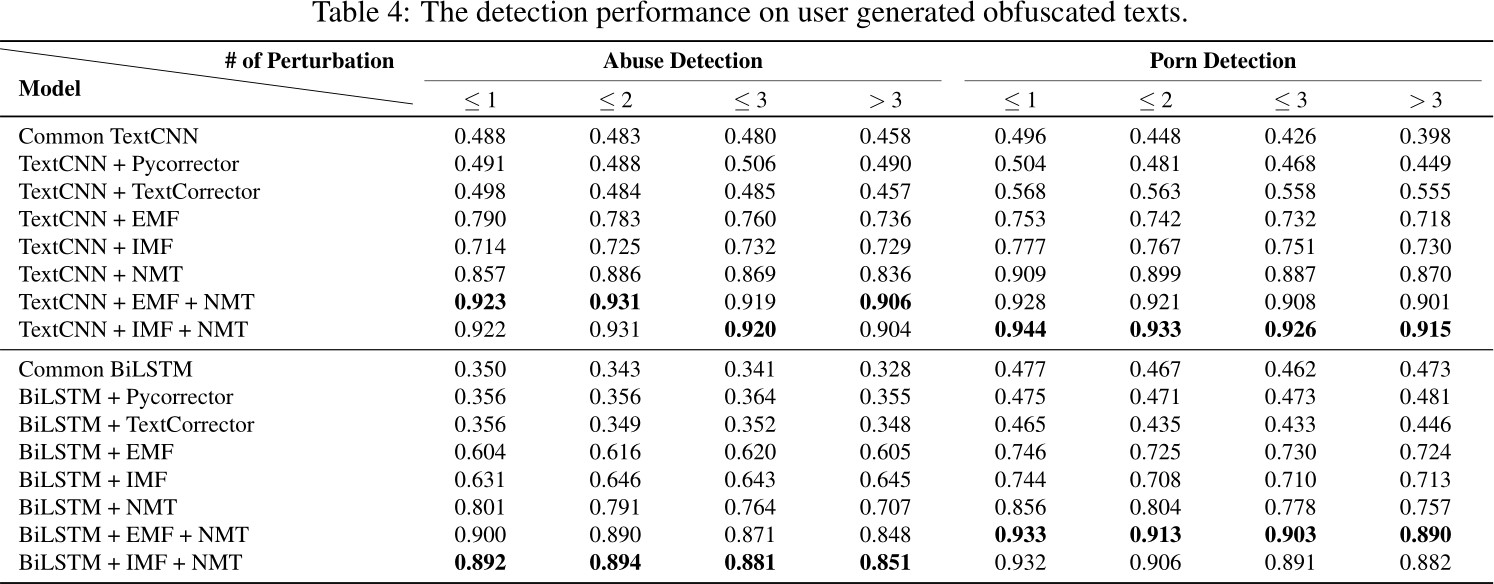 Table 4: The detection performance on user generated obfuscated texts.
# of Perturbation Abuse Detection Porn Detection
Model
≤ 1 ≤ 2 ≤ 3 > 3 ≤ 1 ≤ 2 ≤ 3 > 3
Common TextCNN 0.488 0.483 0.480 0.458 0.496 0.448 0.426 0.398
TextCNN + Pycorrector 0.491 0.488 0.506 0.490 0.504 0.481 0.468 0.449
TextCNN + TextCorrector 0.498 0.484 0.485 0.457 0.568 0.563 0.558 0.555
TextCNN + EMF 0.790 0.783 0.760 0.736 0.753 0.742 0.732 0.718
TextCNN + IMF 0.714 0.725 0.732 0.729 0.777 0.767 0.751 0.730
TextCNN + NMT 0.857 0.886 0.869 0.836 0.909 0.899 0.887 0.870
TextCNN + EMF + NMT 0.923 0.931 0.919 0.906 0.928 0.921 0.908 0.901
TextCNN + IMF + NMT 0.922 0.931 0.920 0.904 0.944 0.933 0.926 0.915
Common BiLSTM 0.350 0.343 0.341 0.328 0.477 0.467 0.462 0.473
BiLSTM + Pycorrector 0.356 0.356 0.364 0.355 0.475 0.471 0.473 0.481
BiLSTM + TextCorrector 0.356 0.349 0.352 0.348 0.465 0.435 0.433 0.446
BiLSTM + EMF 0.604 0.616 0.620 0.605 0.746 0.725 0.730 0.724
BiLSTM + IMF 0.631 0.646 0.643 0.645 0.744 0.708 0.710 0.713
BiLSTM + NMT 0.801 0.791 0.764 0.707 0.856 0.804 0.778 0.757
BiLSTM + EMF + NMT 0.900 0.890 0.871 0.848 0.933 0.913 0.903 0.890
BiLSTM + IMF + NMT 0.892 0.894 0.881 0.851 0.932 0.906 0.891 0.882